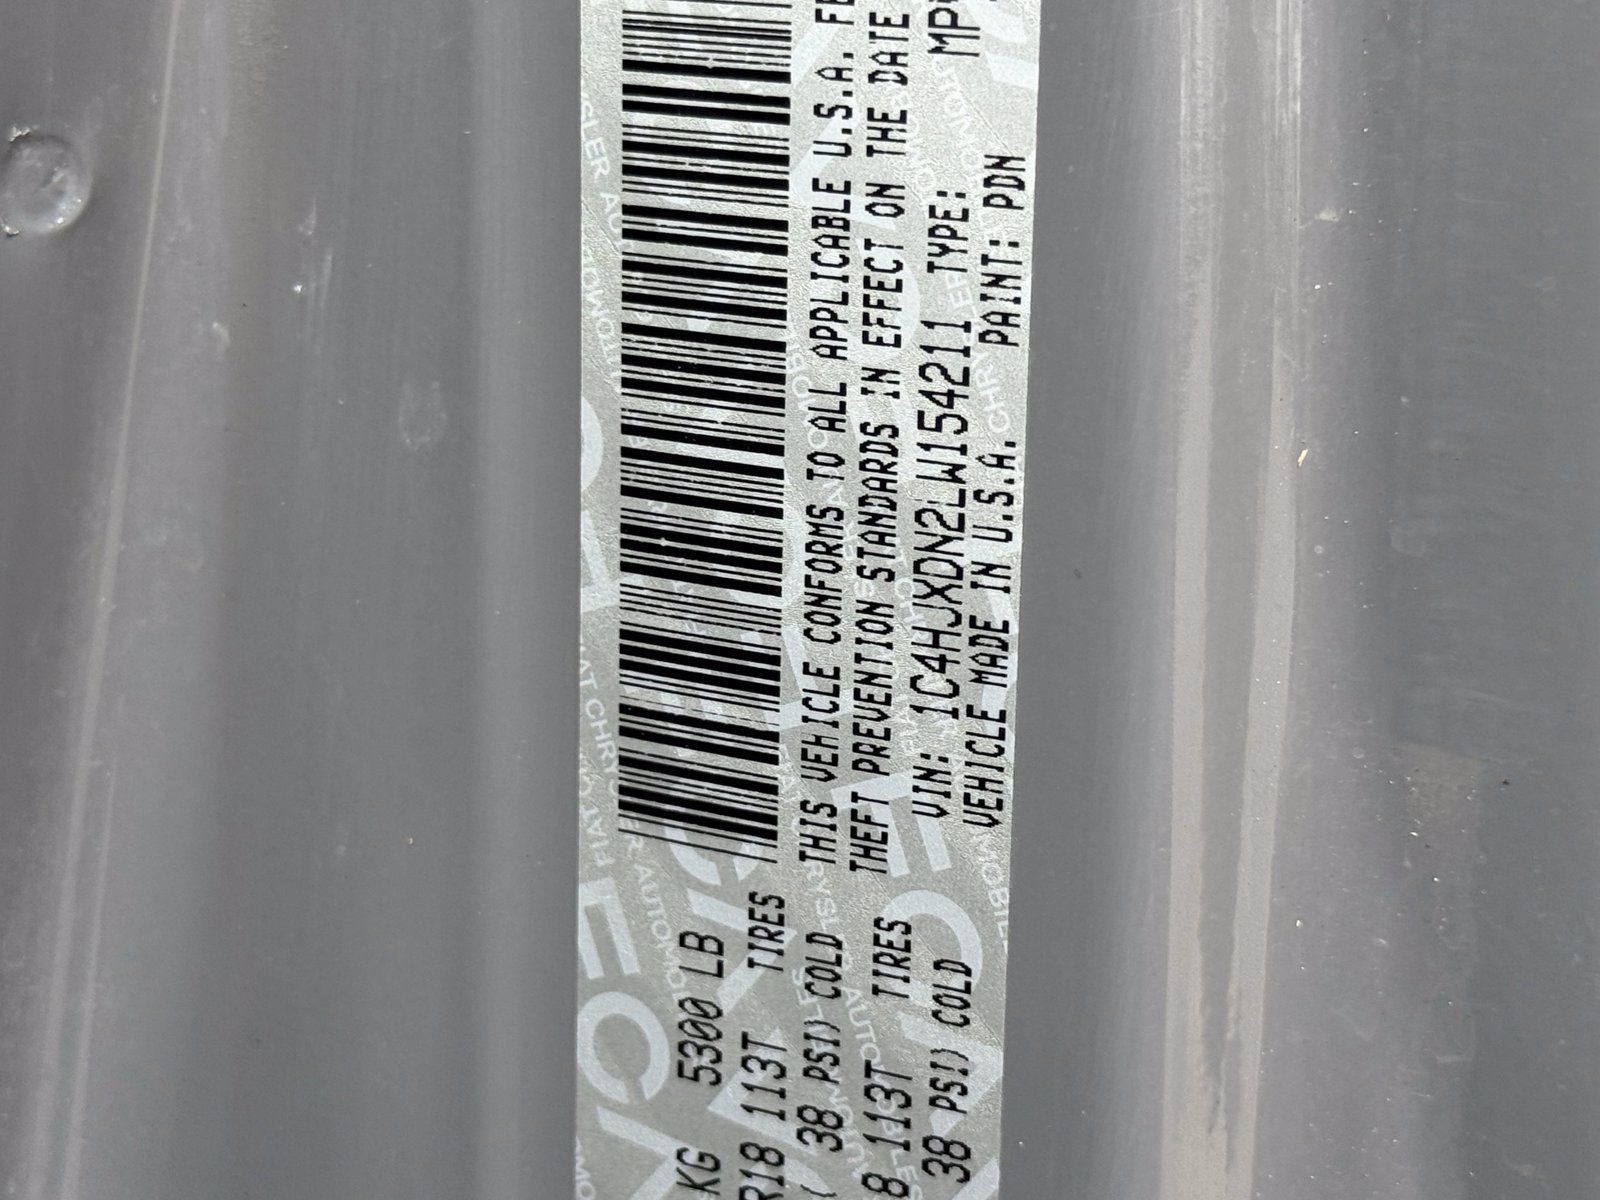 KG 5300 LB
R18 113T TIRES
( 38 PSI) COLD
8 113T TIRES
38 PSI) COLD
THIS VEHICLE CONFORMS TO ALL APPLICABLE U.S.A. FE
THEFT PREVENTION STANDARDS IN EFFECT ON THE DATE
VIN: 1C4HJXDN2LW154211 TYPE: MP
VEHICLE MADE IN U.S.A. PAINT: PDN